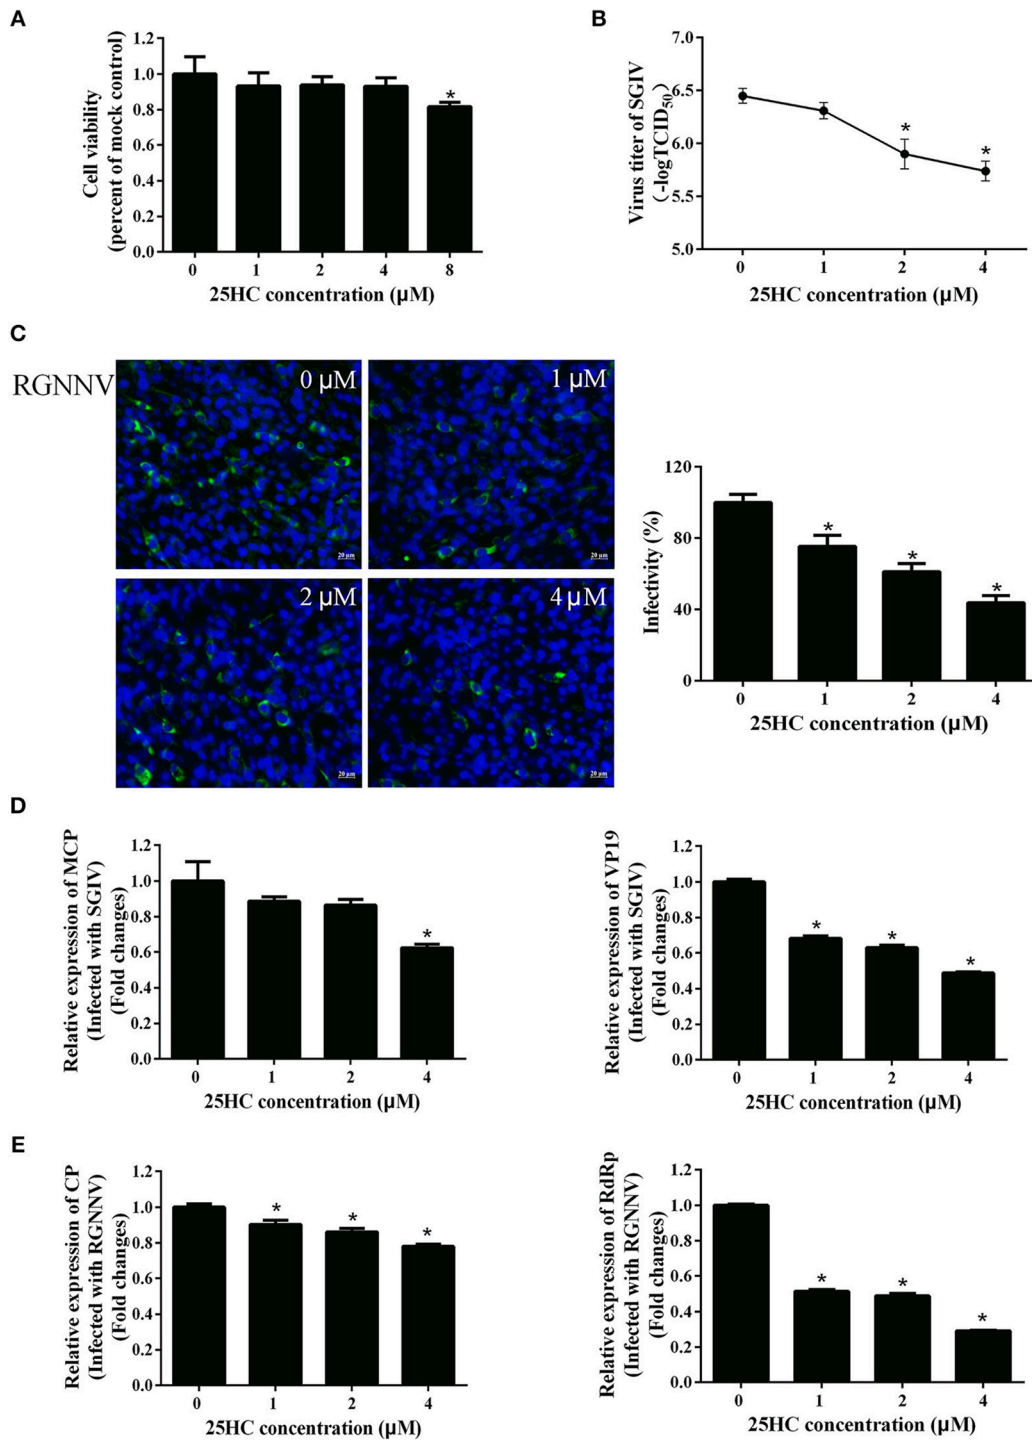 A
Cell viability
(percent of mock control)
1.2
1.0
0.8
0.6
0.4
0.2
0.0
*
0 1 2 4 8
25HC concentration (μM)
B
Virus titer of SGIV
(-logTCID50)
7.0
6.5
6.0
5.5
5.0
*
*
0 1 2 4
25HC concentration (μM)
C
RGNNV
0 μM
20 μm
1 μM
20 μm
2 μM
20 μm
4 μM
20 μm
Infectivity (%)
120
80
40
0
*
*
*
0 1 2 4
25HC concentration (μM)
D
Relative expression of MCP
(Infected with SGIV)
(Fold changes)
1.2
1.0
0.8
0.6
0.4
0.2
0.0
*
0 1 2 4
25HC concentration (μM)
Relative expression of VP19
(Infected with SGIV)
(Fold changes)
1.2
1.0
0.8
0.6
0.4
0.2
0.0
*
*
*
0 1 2 4
25HC concentration (μM)
E
Relative expression of CP
(Infected with RGNNV)
(Fold changes)
1.2
1.0
0.8
0.6
0.4
0.2
0.0
*
*
*
0 1 2 4
25HC concentration (μM)
Relative expression of RdRp
(Infected with RGNNV)
(Fold changes)
1.2
1.0
0.8
0.6
0.4
0.2
0.0
*
*
*
0 1 2 4
25HC concentration (μM)